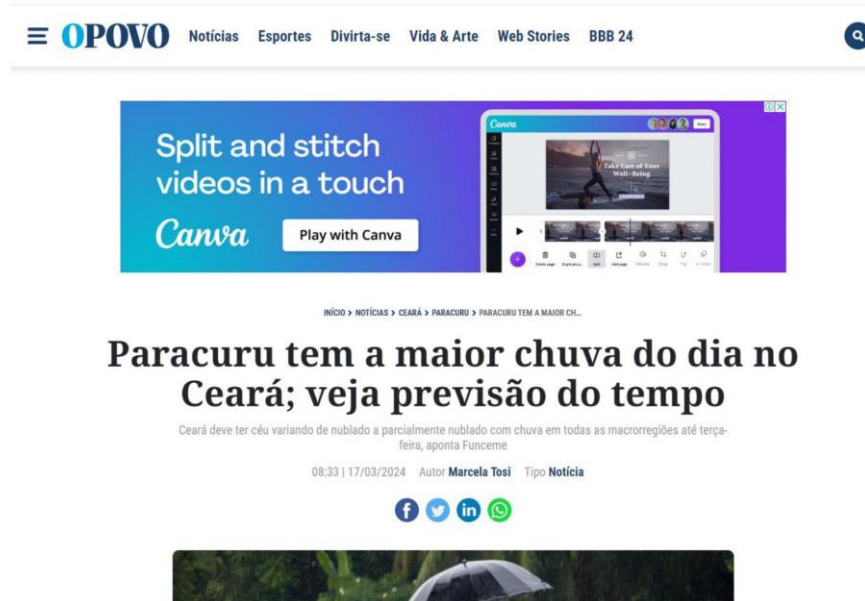 OPOVO Notícias Esportes Divirta-se Vida & Arte Web Stories BBB 24
Split and stitch
videos in a touch
Canva Play with Canva
Canva
Take Care of Your
Well-Being
INÍCIO > NOTÍCIAS > CEARÁ > PARACURU > PARACURU TEM A MAIOR CH...
Paracuru tem a maior chuva do dia no
Ceará; veja previsão do tempo
Ceará deve ter céu variando de nublado a parcialmente nublado com chuva em todas as macrorregiões até terça-
feira, aponta Funceme
08:33 | 17/03/2024 Autor Marcela Tosi Tipo Notícia